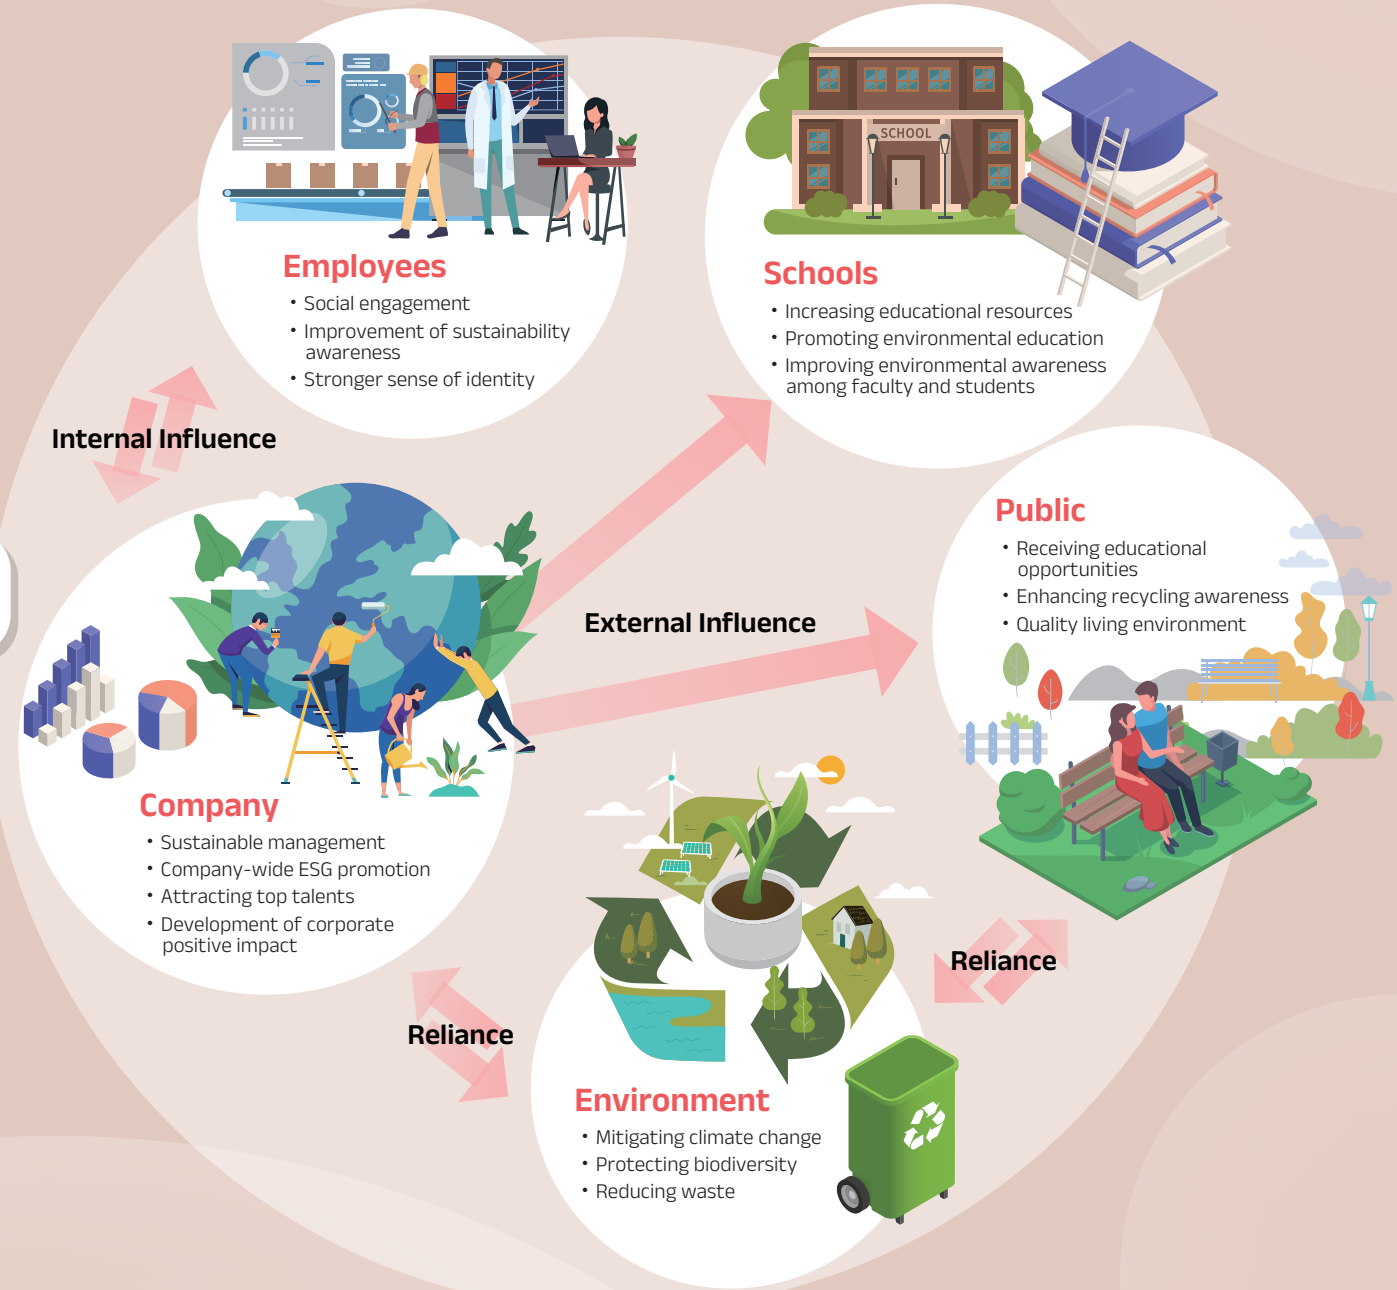 SCHOOL
Employees
• Social engagement
• Improvement of sustainability
awareness
• Stronger sense of identity
Schools
• Increasing educational resources
• Promoting environmental education
• Improving environmental awareness
among faculty and students
Internal Influence
Public
• Receiving educational
opportunities
• Enhancing recycling awareness
• Quality living environment
External Influence
Company
• Sustainable management
• Company-wide ESG promotion
• Attracting top talents
• Development of corporate
positive impact
Reliance
Reliance
Environment
• Mitigating climate change
• Protecting biodiversity
• Reducing waste